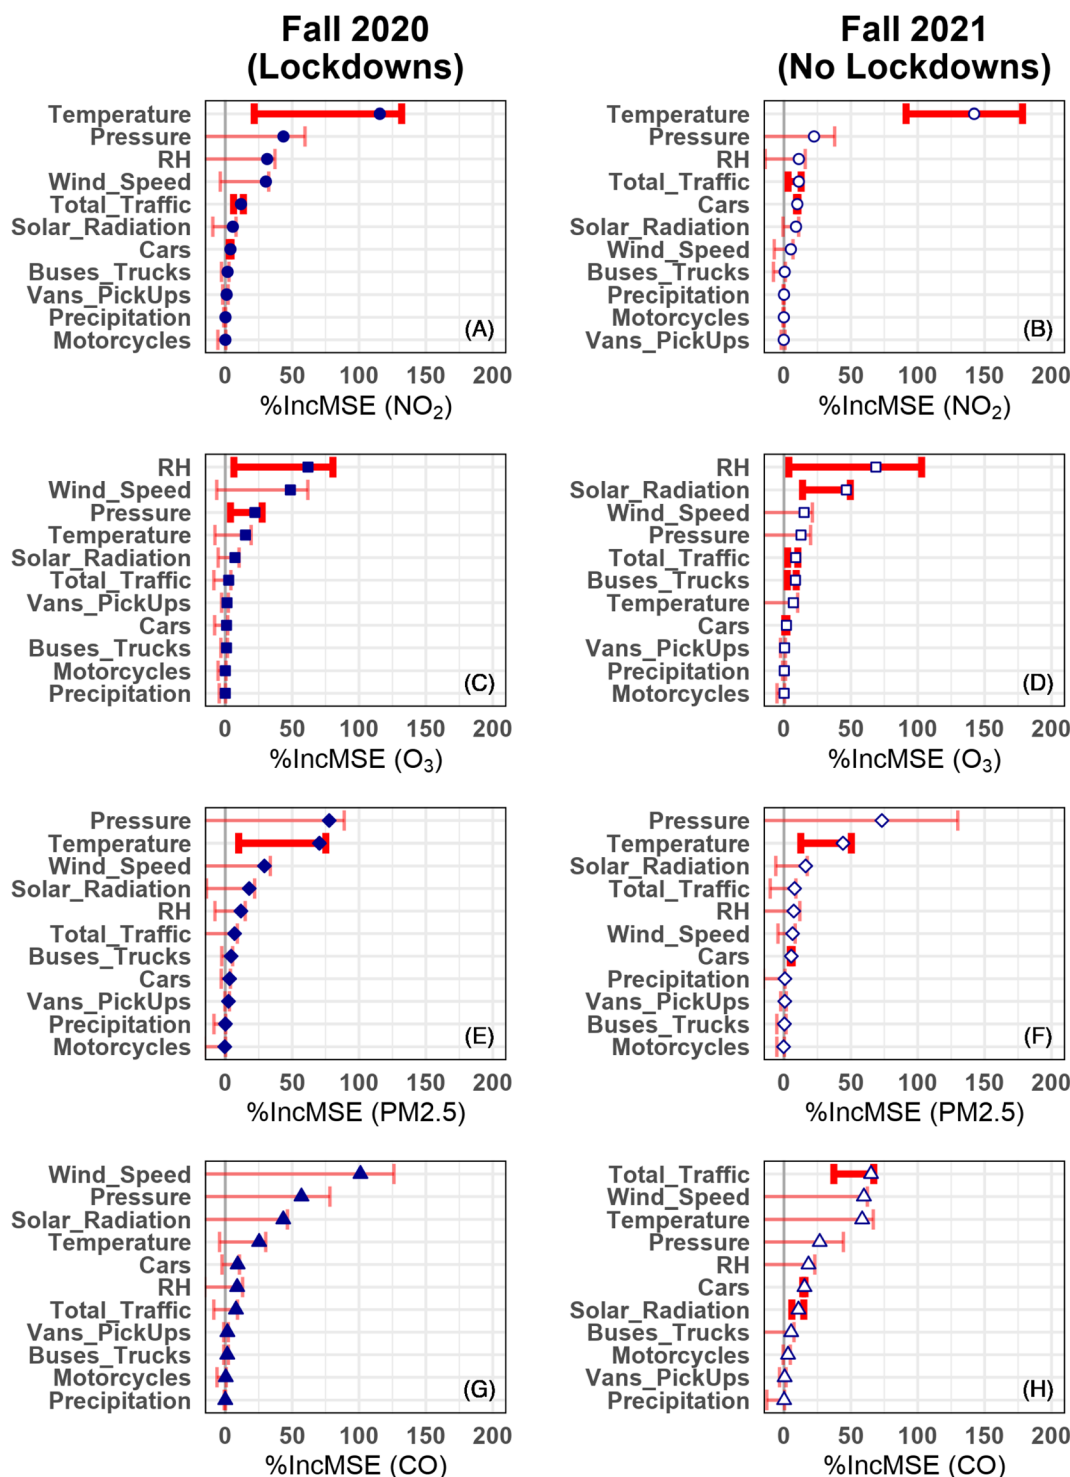 Fall 2020
(Lockdowns)
Fall 2021
(No Lockdowns)
Temperature
Pressure
RH
Wind_Speed
Total_Traffic
Solar_Radiation
Cars
Buses_Trucks
Vans_PickUps
Precipitation
Motorcycles
(A)
0 50 100 150 200
%IncMSE (NO₂)
Temperature
Pressure
RH
Total_Traffic
Cars
Solar_Radiation
Wind_Speed
Buses_Trucks
Precipitation
Motorcycles
Vans_PickUps
(B)
0 50 100 150 200
%IncMSE (NO₂)
RH
Wind_Speed
Pressure
Temperature
Solar_Radiation
Total_Traffic
Vans_PickUps
Cars
Buses_Trucks
Motorcycles
Precipitation
(C)
0 50 100 150 200
%IncMSE (O₃)
RH
Solar_Radiation
Wind_Speed
Pressure
Total_Traffic
Buses_Trucks
Temperature
Cars
Vans_PickUps
Precipitation
Motorcycles
(D)
0 50 100 150 200
%IncMSE (O₃)
Pressure
Temperature
Wind_Speed
Solar_Radiation
RH
Total_Traffic
Buses_Trucks
Cars
Vans_PickUps
Precipitation
Motorcycles
(E)
0 50 100 150 200
%IncMSE (PM2.5)
Pressure
Temperature
Solar_Radiation
Total_Traffic
RH
Wind_Speed
Cars
Precipitation
Vans_PickUps
Buses_Trucks
Motorcycles
(F)
0 50 100 150 200
%IncMSE (PM2.5)
Wind_Speed
Pressure
Solar_Radiation
Temperature
Cars
RH
Total_Traffic
Vans_PickUps
Buses_Trucks
Motorcycles
Precipitation
(G)
0 50 100 150 200
%IncMSE (CO)
Total_Traffic
Wind_Speed
Temperature
Pressure
RH
Cars
Solar_Radiation
Buses_Trucks
Motorcycles
Vans_PickUps
Precipitation
(H)
0 50 100 150 200
%IncMSE (CO)